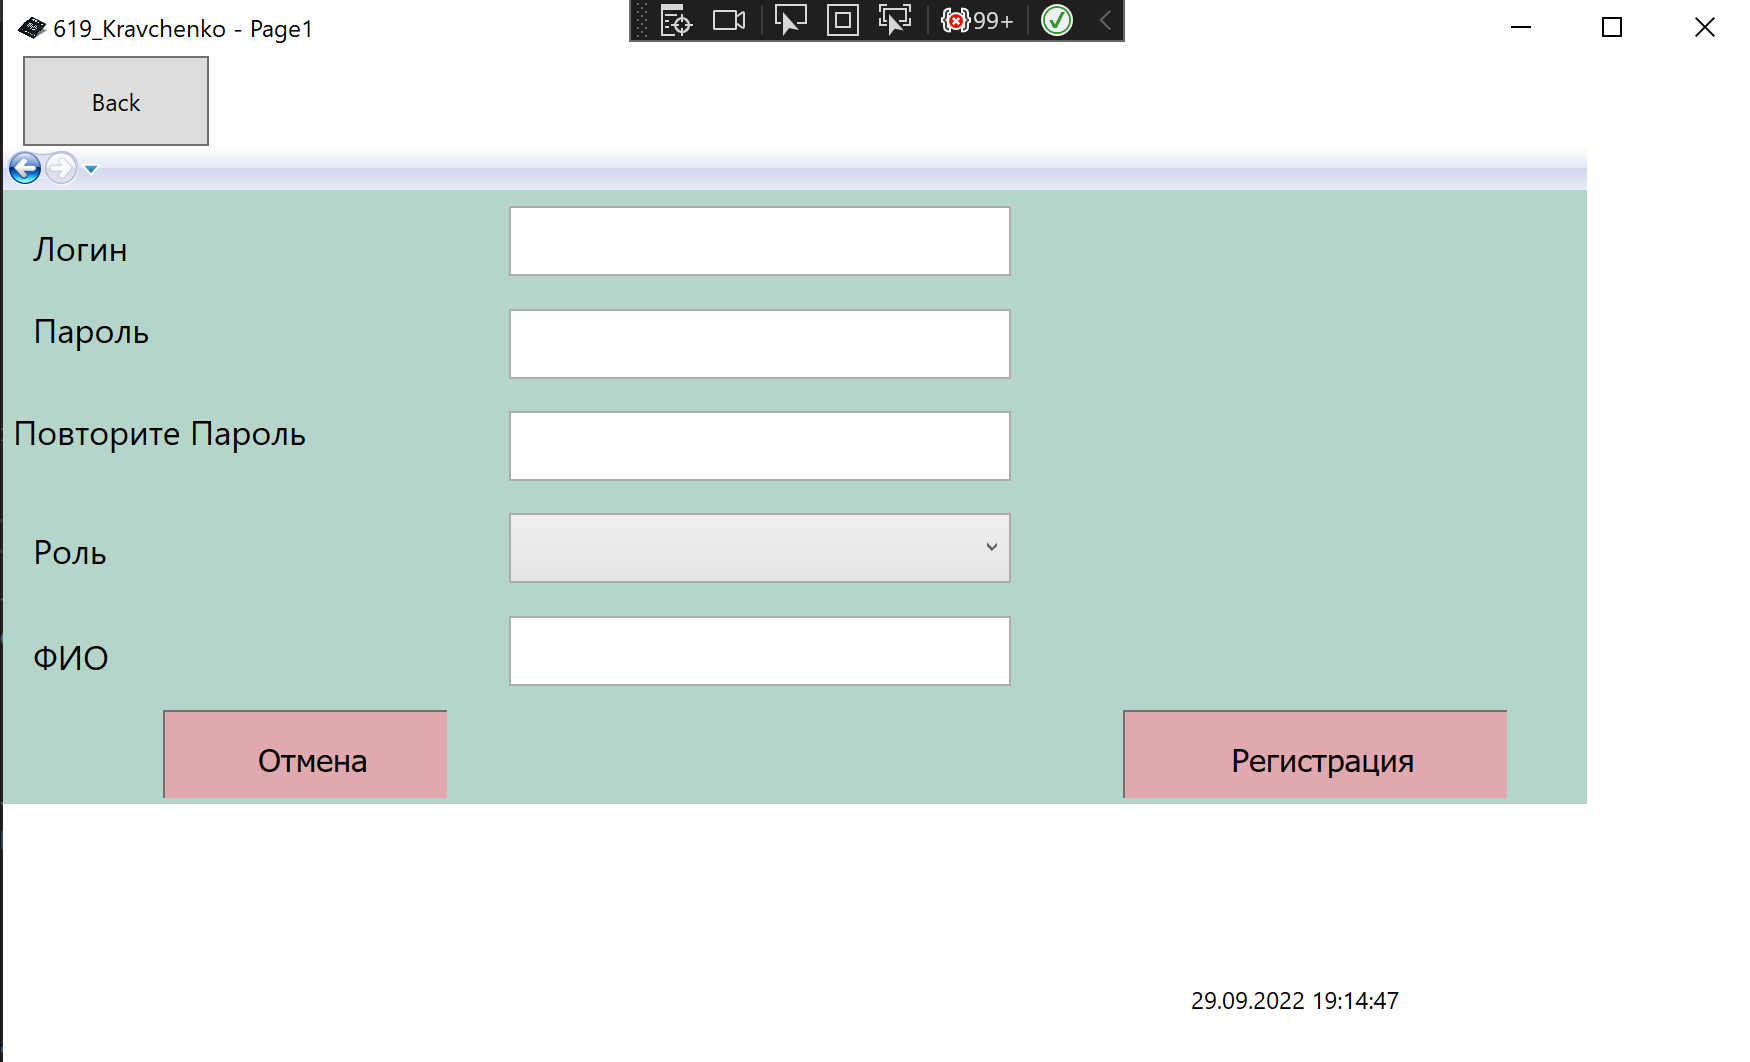 619_Kravchenko - Page1
99+
Back
Логин
Пароль
Повторите Пароль
Роль
ФИО
Отмена
Регистрация
29.09.2022 19:14:47